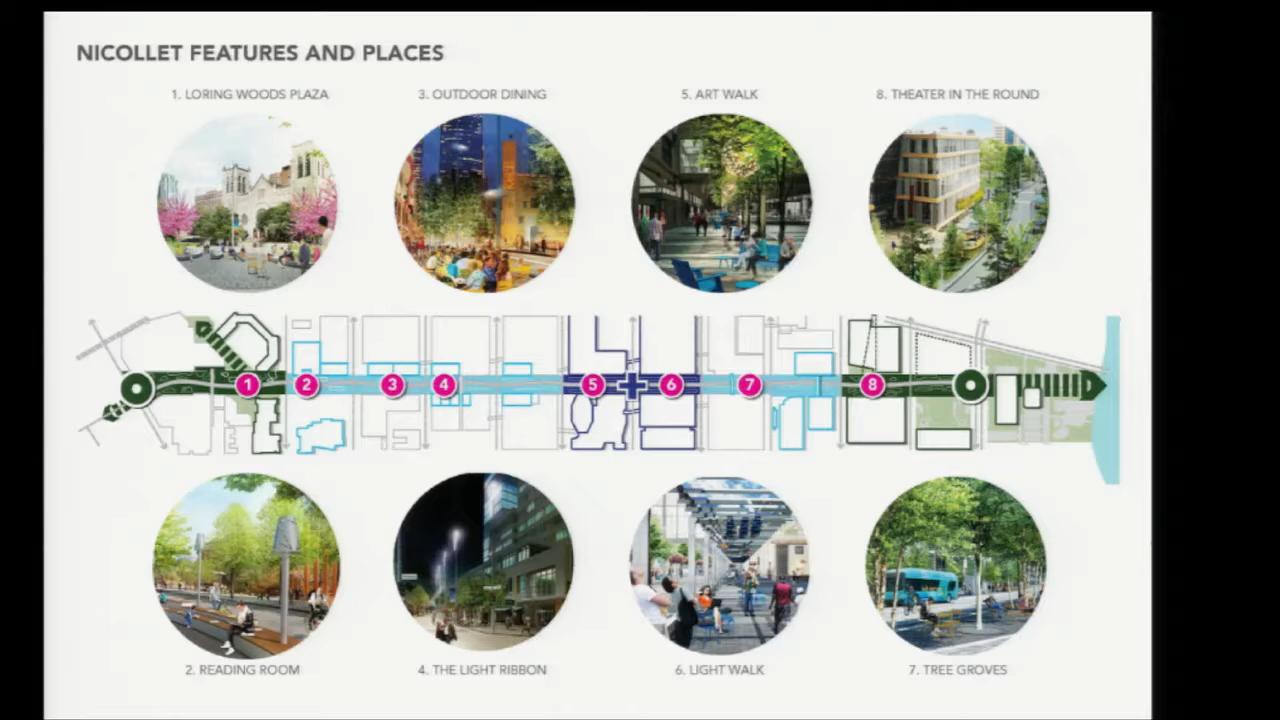 NICOLLET FEATURES AND PLACES
1. LORING WOODS PLAZA
3. OUTDOOR DINING
5. ART WALK
8. THEATER IN THE ROUND
1
2
3
4
5
6
7
8
2. READING ROOM
4. THE LIGHT RIBBON
6. LIGHT WALK
7. TREE GROVES